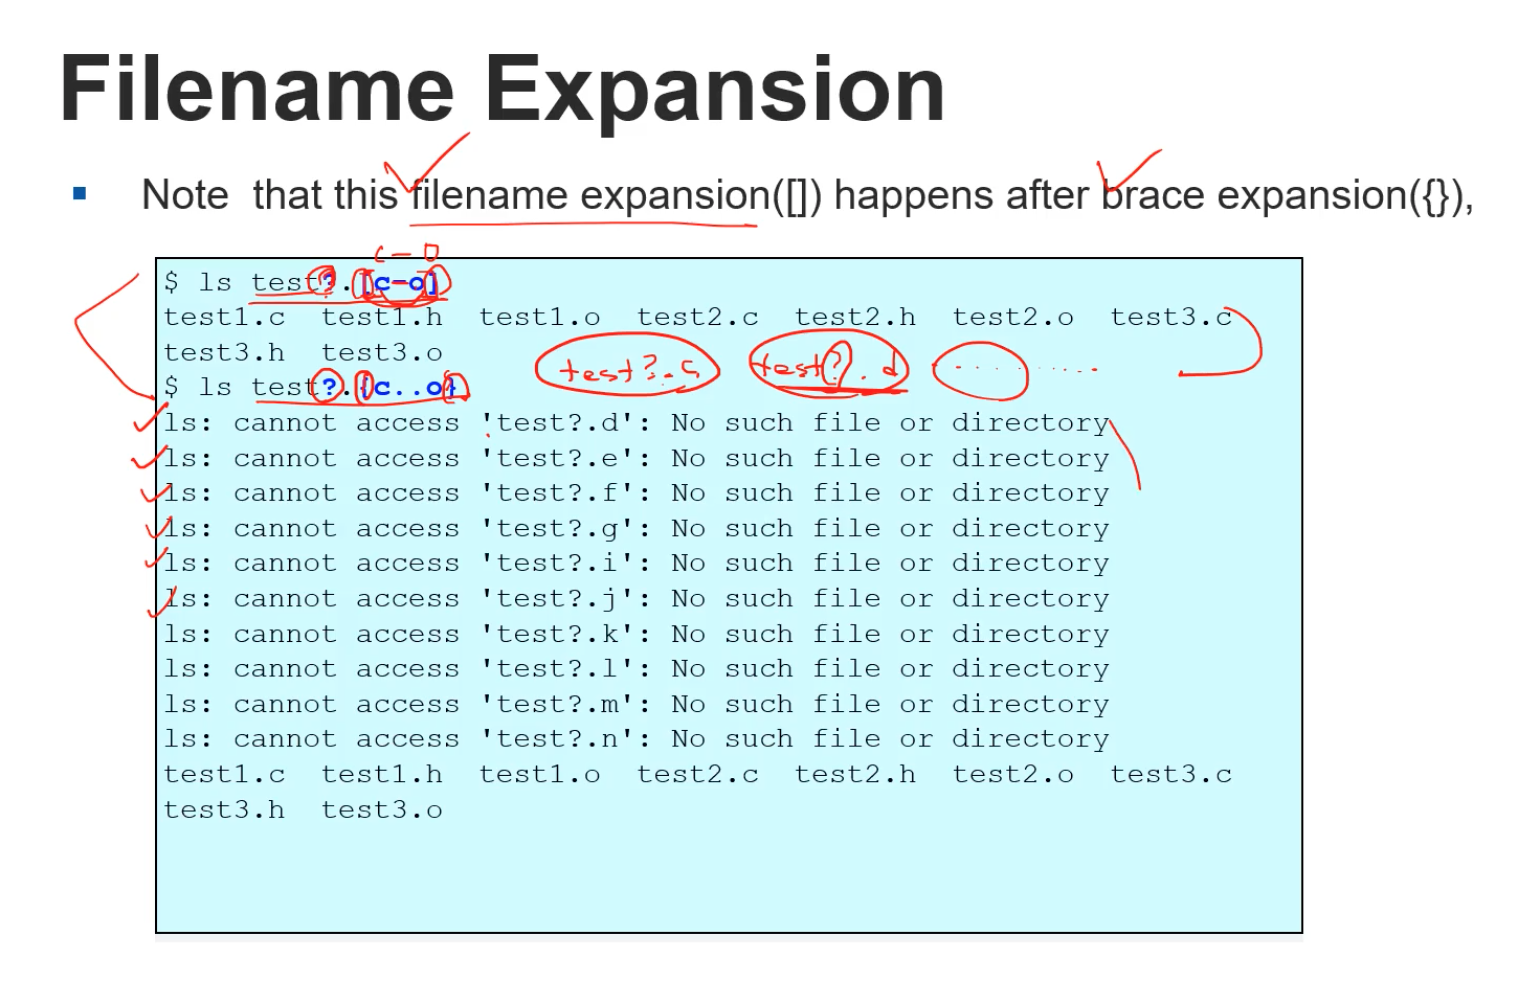 Filename Expansion
▪ Note that this filename expansion([]) happens after brace expansion({}),
c-o
$ ls test?.[c-o]
test1.c test1.h test1.o test2.c test2.h test2.o test3.c
test3.h test3.o
test?.c test?.d ...........
$ ls test?.{c..o}
ls: cannot access 'test?.d': No such file or directory
ls: cannot access 'test?.e': No such file or directory
ls: cannot access 'test?.f': No such file or directory
ls: cannot access 'test?.g': No such file or directory
ls: cannot access 'test?.i': No such file or directory
ls: cannot access 'test?.j': No such file or directory
ls: cannot access 'test?.k': No such file or directory
ls: cannot access 'test?.l': No such file or directory
ls: cannot access 'test?.m': No such file or directory
ls: cannot access 'test?.n': No such file or directory
test1.c test1.h test1.o test2.c test2.h test2.o test3.c
test3.h test3.o